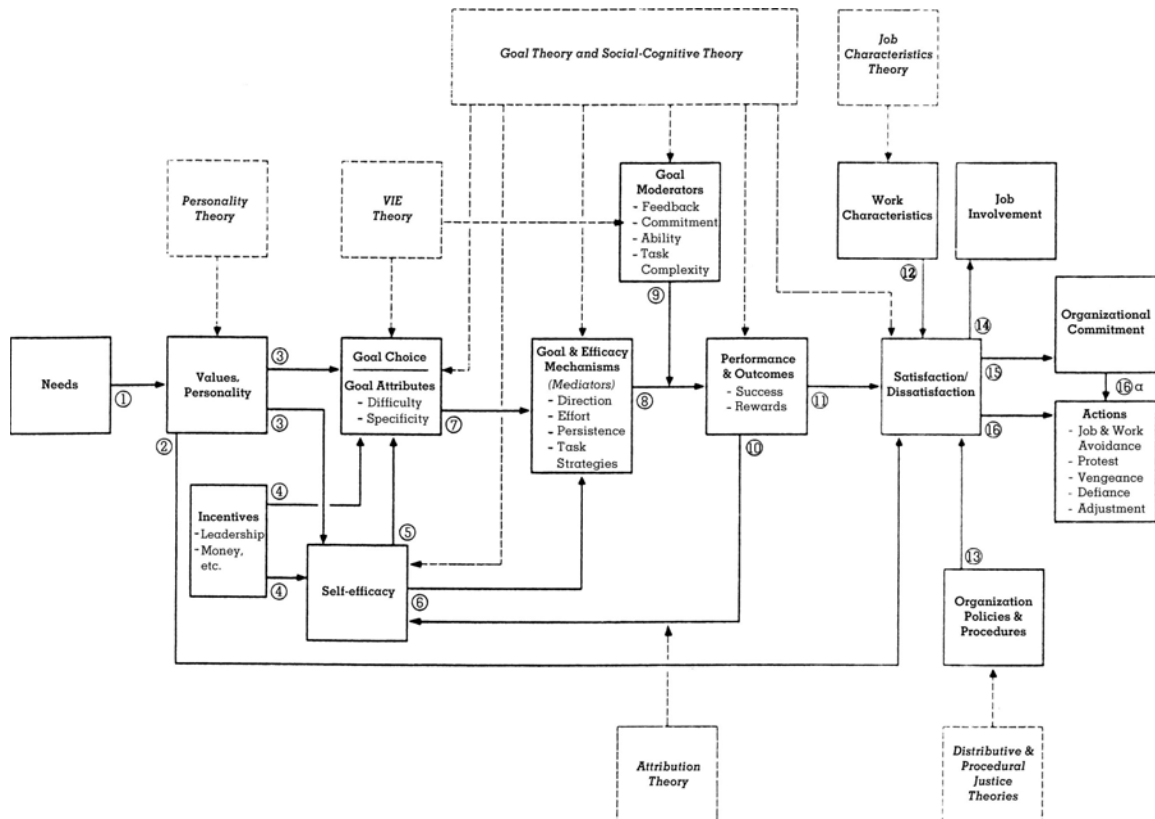 Goal Theory and Social-Cognitive Theory
Job
Characteristics
Theory
Personality
Theory
VIE
Theory
Goal
Moderators
- Feedback
- Commitment
- Ability
- Task
Complexity
Work
Characteristics
Job
Involvement
⑫
⑨
⑭
Organizational
Commitment
Needs
①
Values,
Personality
③
③
②
Goal Choice
Goal Attributes
- Difficulty
- Specificity
⑦
Goal & Efficacy
Mechanisms
(Mediators)
- Direction
- Effort
- Persistence
- Task
Strategies
⑧
Performance
& Outcomes
- Success
- Rewards
⑪
⑩
Satisfaction/
Dissatisfaction
⑮
⑯
⑯ α
Actions
- Job & Work
Avoidance
- Protest
- Vengeance
- Defiance
- Adjustment
Incentives
- Leadership
- Money,
etc.
④
④
⑤
Self-efficacy
⑥
⑬
Organization
Policies &
Procedures
Attribution
Theory
Distributive &
Procedural
Justice
Theories